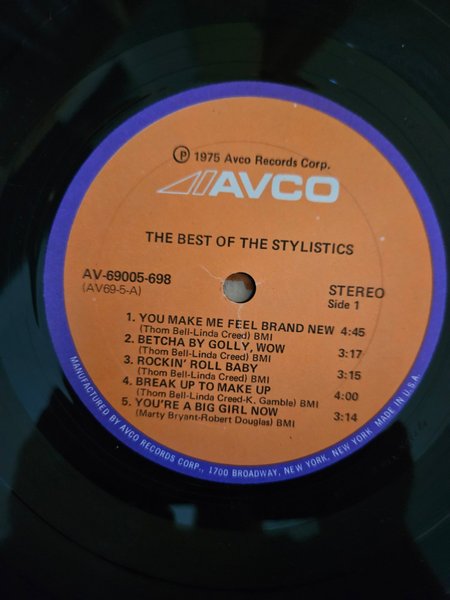 ℗ 1975 Avco Records Corp.
AVCO
THE BEST OF THE STYLISTICS
AV-69005-698
(AV69-5-A)
STEREO
Side 1
1. YOU MAKE ME FEEL BRAND NEW 4:45
(Thom Bell-Linda Creed) BMI
2. BETCHA BY GOLLY, WOW 3:17
(Thom Bell-Linda Creed) BMI
3. ROCKIN' ROLL BABY 3:15
(Thom Bell-Linda Creed) BMI
4. BREAK UP TO MAKE UP 4:00
(Thom Bell-Linda Creed-K. Gamble) BMI
5. YOU'RE A BIG GIRL NOW 3:14
(Marty Bryant-Robert Douglas) BMI
MANUFACTURED BY AVCO RECORDS CORP., 1700 BROADWAY, NEW YORK, NEW YORK. MADE IN U.S.A.